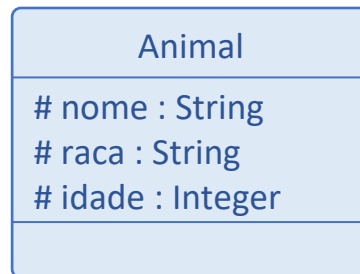 Animal
# nome : String
# raca : String
# idade : Integer